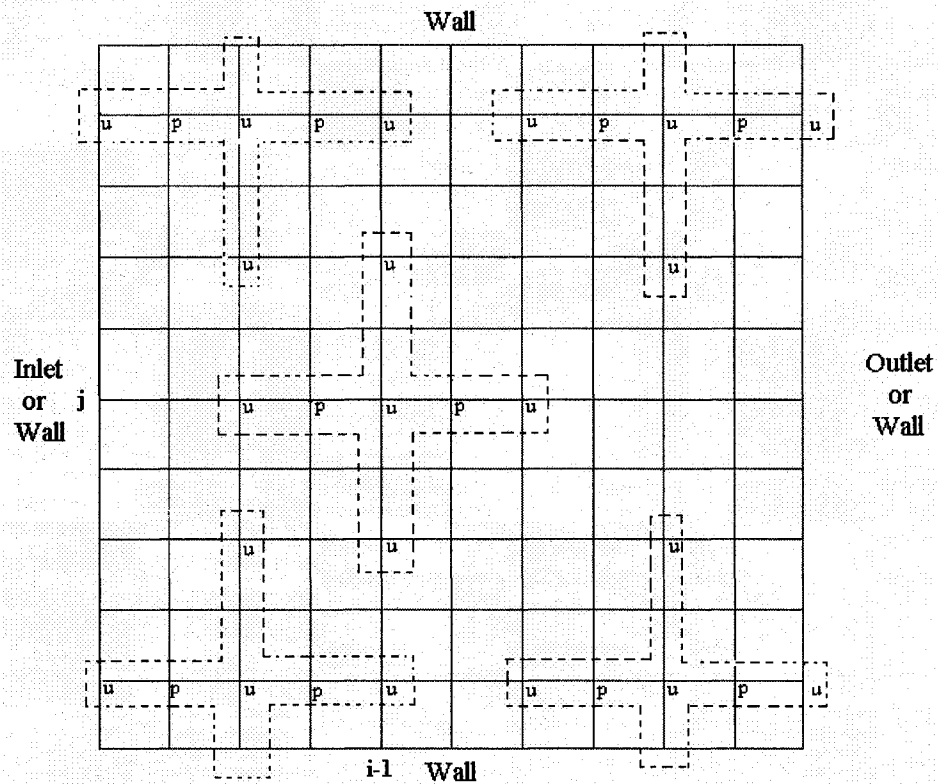 Wall
u p u p u u p u p u
u u u
Inlet
or j
Wall
Outlet
or
Wall
u p u p u
u u u
u p u p u u p u p u
i-1 Wall